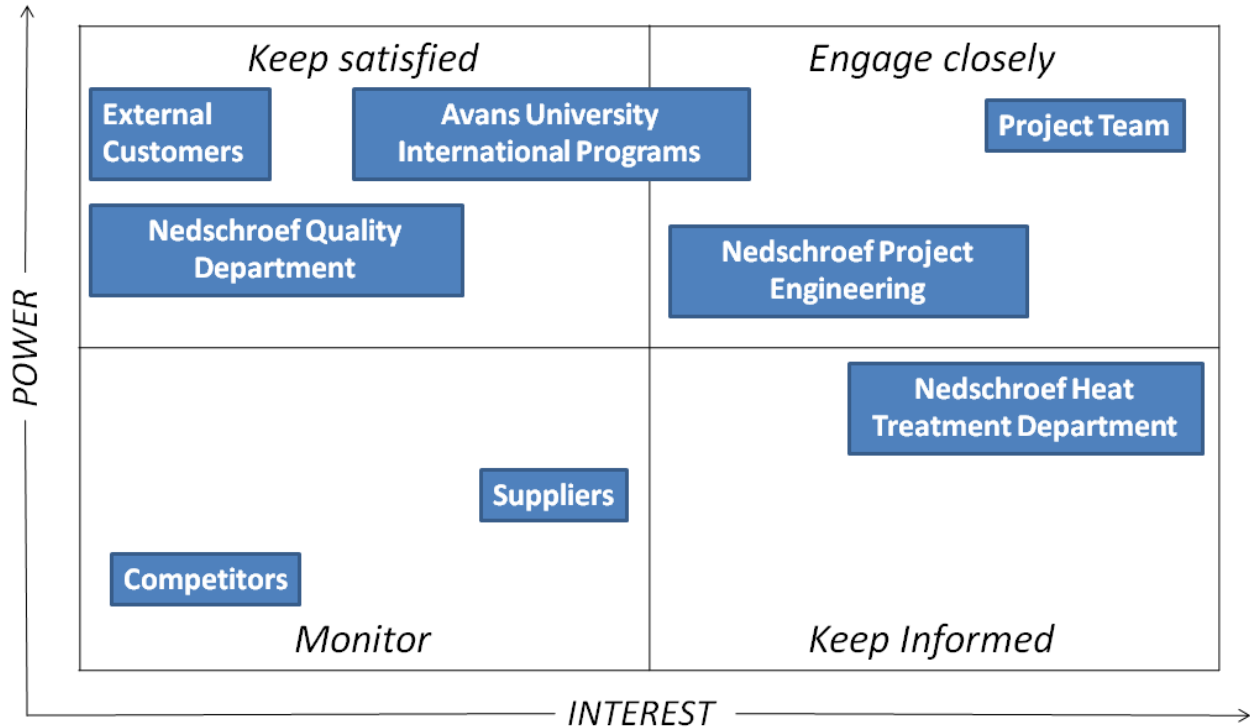 Keep satisfied
Engage closely
External
Customers
Avans University
International Programs
Project Team
Nedschroef Quality
Department
Nedschroef Project
Engineering
POWER
Nedschroef Heat
Treatment Department
Suppliers
Competitors
Monitor
Keep Informed
INTEREST